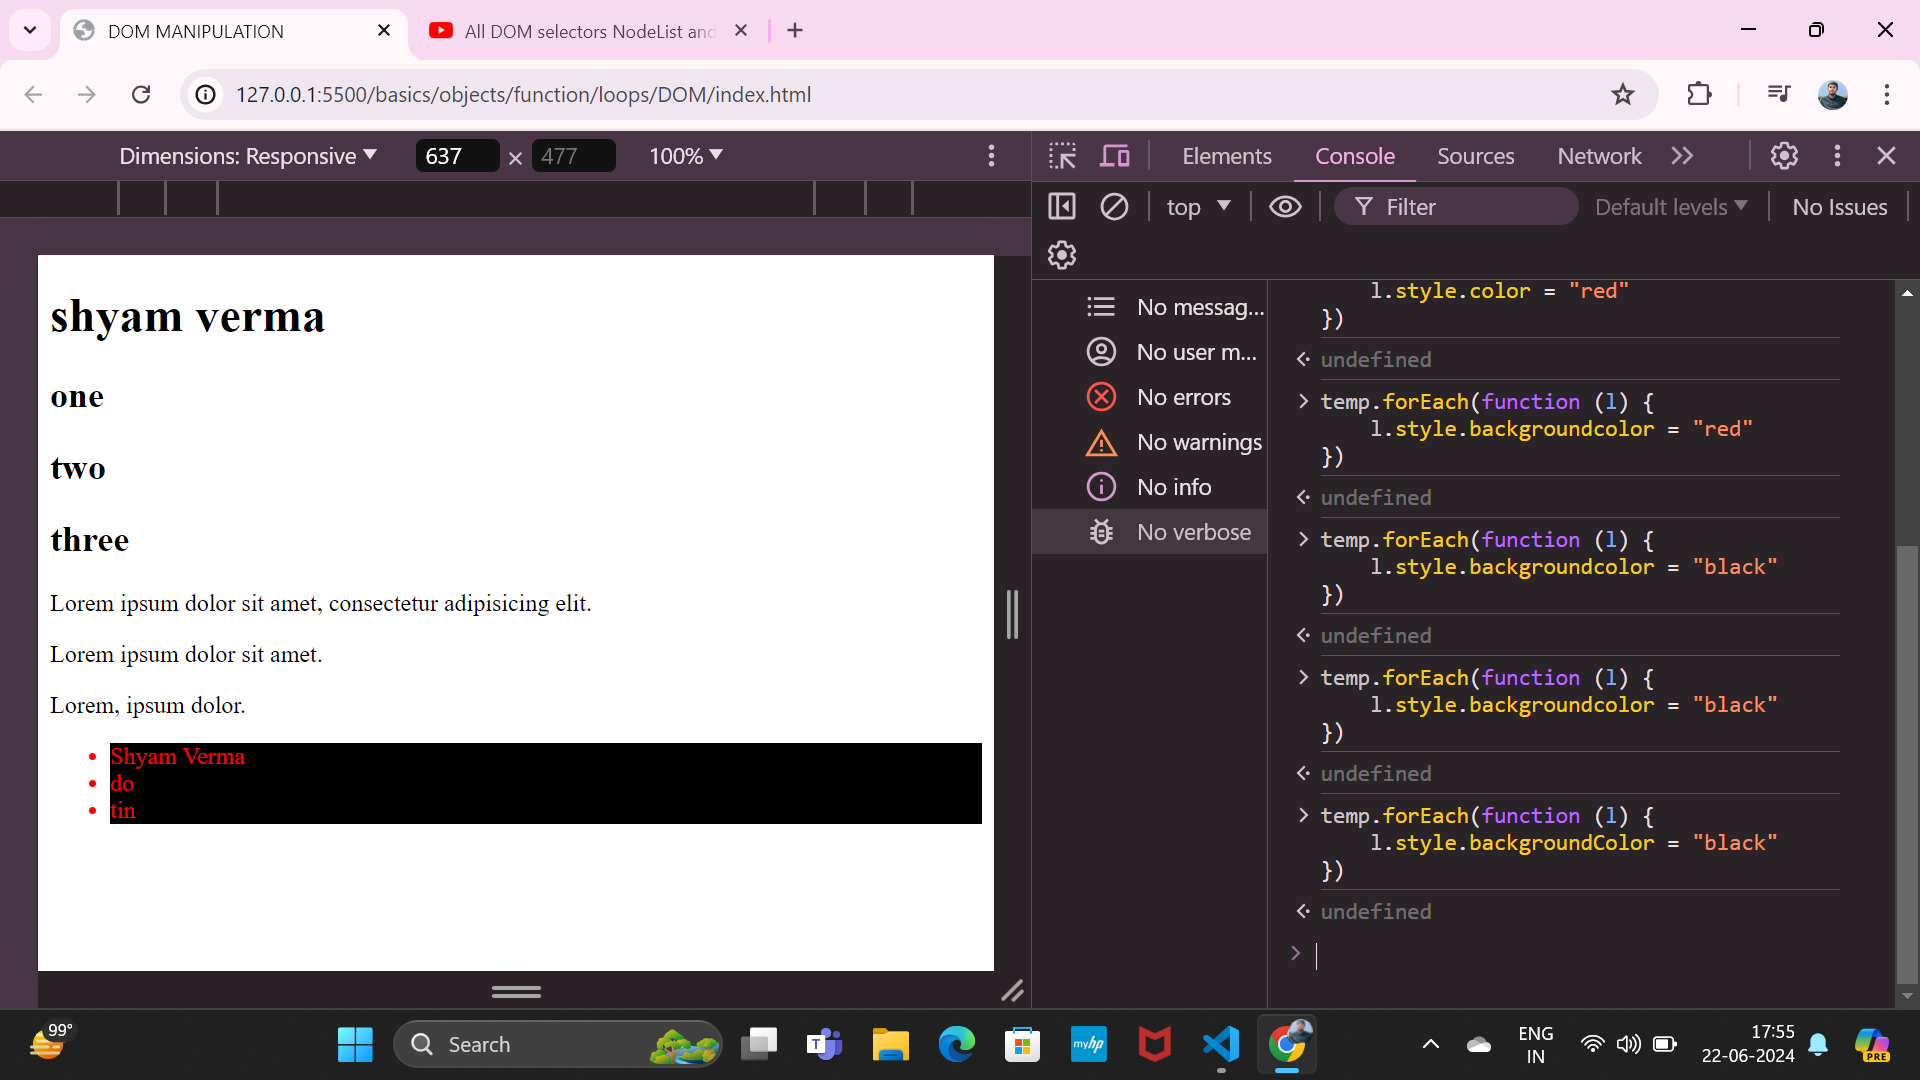 DOM MANIPULATION
All DOM selectors NodeList and
127.0.0.1:5500/basics/objects/function/loops/DOM/index.html
Dimensions: Responsive
637 × 477
100%
Elements
Console
Sources
Network
top
Filter
Default levels
No Issues
shyam verma
one
two
three
Lorem ipsum dolor sit amet, consectetur adipisicing elit.
Lorem ipsum dolor sit amet.
Lorem, ipsum dolor.
• Shyam Verma
• do
• tin
No messag...
No user m...
No errors
No warnings
No info
No verbose
l.style.color = "red"
})
undefined
temp.forEach(function (l) {
l.style.backgroundcolor = "red"
})
undefined
temp.forEach(function (l) {
l.style.backgroundcolor = "black"
})
undefined
temp.forEach(function (l) {
l.style.backgroundcolor = "black"
})
undefined
temp.forEach(function (l) {
l.style.backgroundColor = "black"
})
undefined
99°
Search
T
myhp
ENG
IN
17:55
22-06-2024
PRE